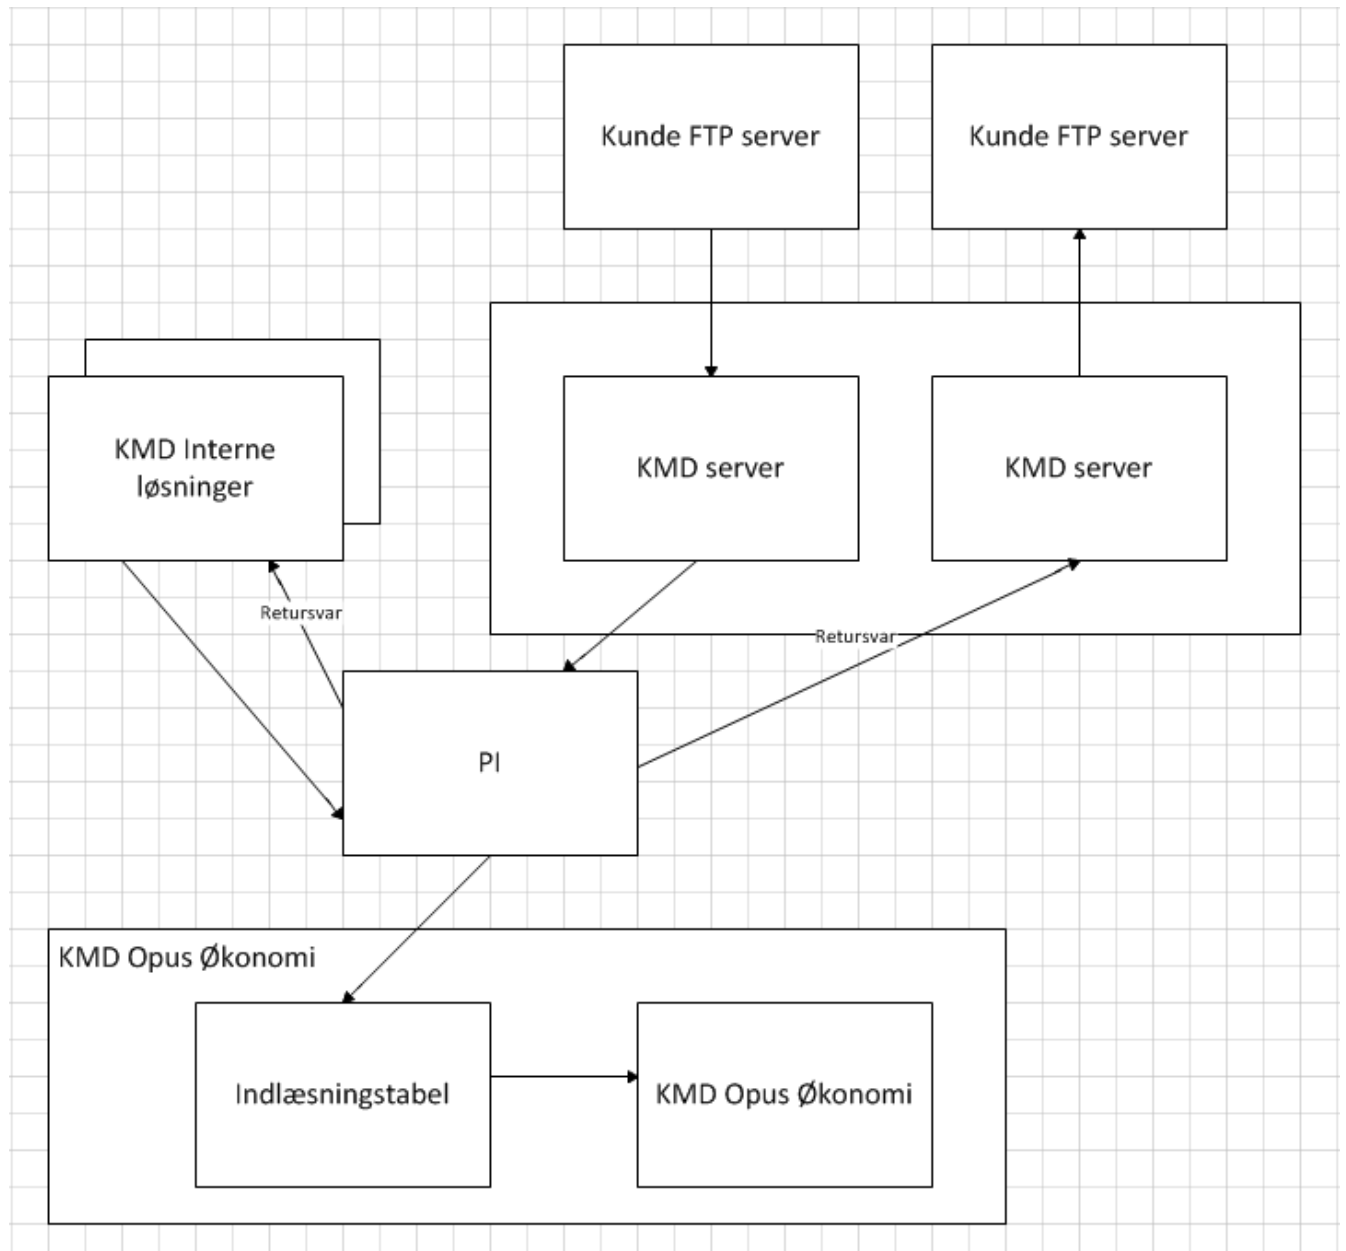 Kunde FTP server
Kunde FTP server
KMD Interne
løsninger
KMD server
KMD server
Retursvar
Retursvar
PI
KMD Opus Økonomi
Indlæsningstabel
KMD Opus Økonomi